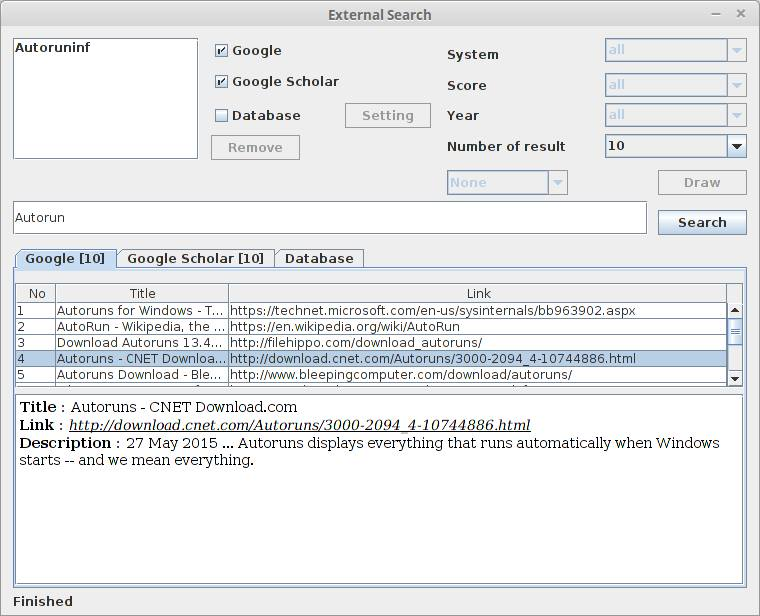 External Search
Autoruninf
Google
Google Scholar
Database
Setting
Remove
System
all
Score
all
Year
all
Number of result
10
None
Draw
Autorun
Search
Google [10]
Google Scholar [10]
Database
No Title Link
1 Autoruns for Windows - T... https://technet.microsoft.com/en-us/sysinternals/bb963902.aspx
2 AutoRun - Wikipedia, the ... https://en.wikipedia.org/wiki/AutoRun
3 Download Autoruns 13.4... http://filehippo.com/download_autoruns/
4 Autoruns - CNET Downloa... http://download.cnet.com/Autoruns/3000-2094_4-10744886.html
5 Autoruns Download - Ble... http://www.bleepingcomputer.com/download/autoruns/
Title : Autoruns - CNET Download.com
Link : http://download.cnet.com/Autoruns/3000-2094_4-10744886.html
Description : 27 May 2015 ... Autoruns displays everything that runs automatically when Windows
starts -- and we mean everything.
Finished